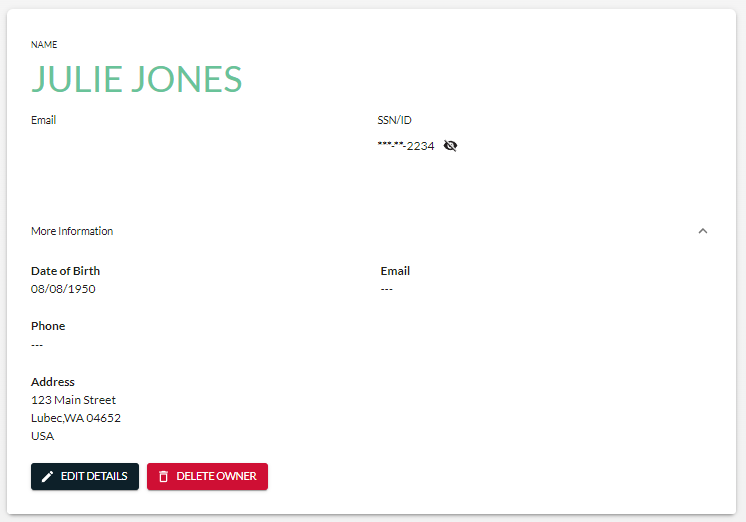 NAME
JULIE JONES
Email
SSN/ID
***-**-2234
More Information
Date of Birth
08/08/1950
Email
---
Phone
---
Address
123 Main Street
Lubec,WA 04652
USA
EDIT DETAILS
DELETE OWNER